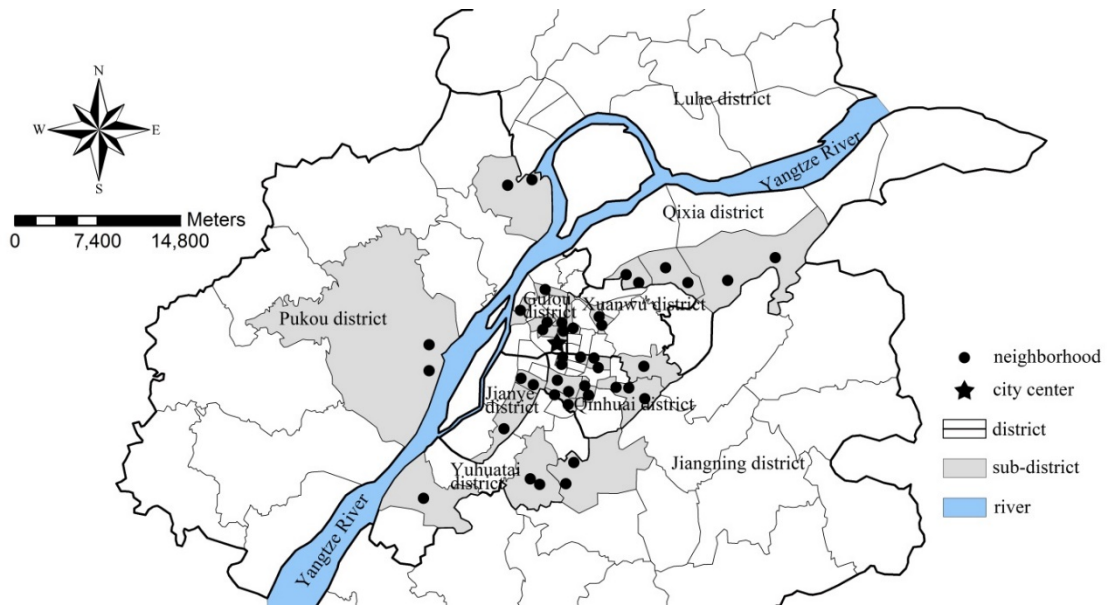 N
W
E
S
Meters
0
7,400
14,800
Luhe district
Yangtze River
Qixia district
Gulou
district
Xuanwu district
Pukou district
Jianye
district
Qinhuai district
Yuhuatai
district
Jiangning district
Yangtze River
neighborhood
city center
district
sub-district
river